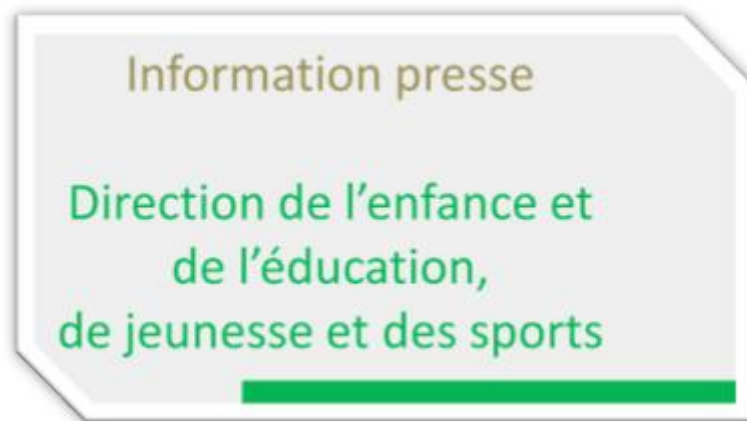 Information presse
Direction de l’enfance et
de l’éducation,
de jeunesse et des sports